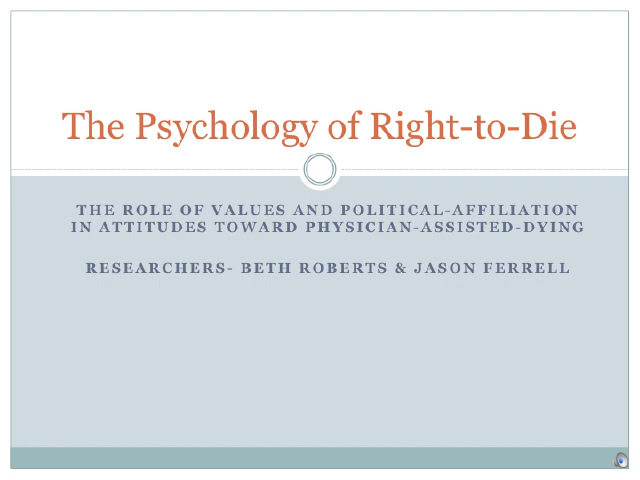 The Psychology of Right-to-Die
THE ROLE OF VALUES AND POLITICAL-AFFILIATION
IN ATTITUDES TOWARD PHYSICIAN-ASSISTED-DYING
RESEARCHERS- BETH ROBERTS & JASON FERRELL